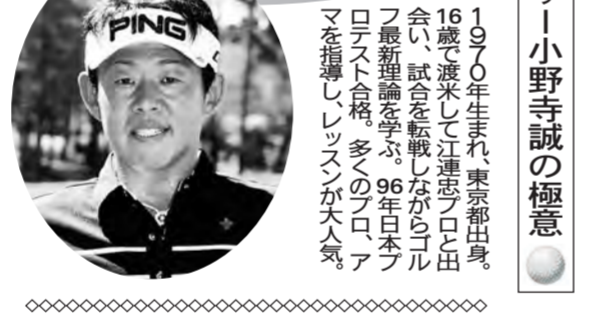 ー小野寺誠の極意
1970年生まれ、東京都出身。
16歳で渡米して江連忠プロと出
会い、試合を転戦しながらゴル
フ最新理論を学ぶ。96年日本プ
ロテスト合格。多くのプロ、ア
マを指導し、レッスンが大人気。
PING